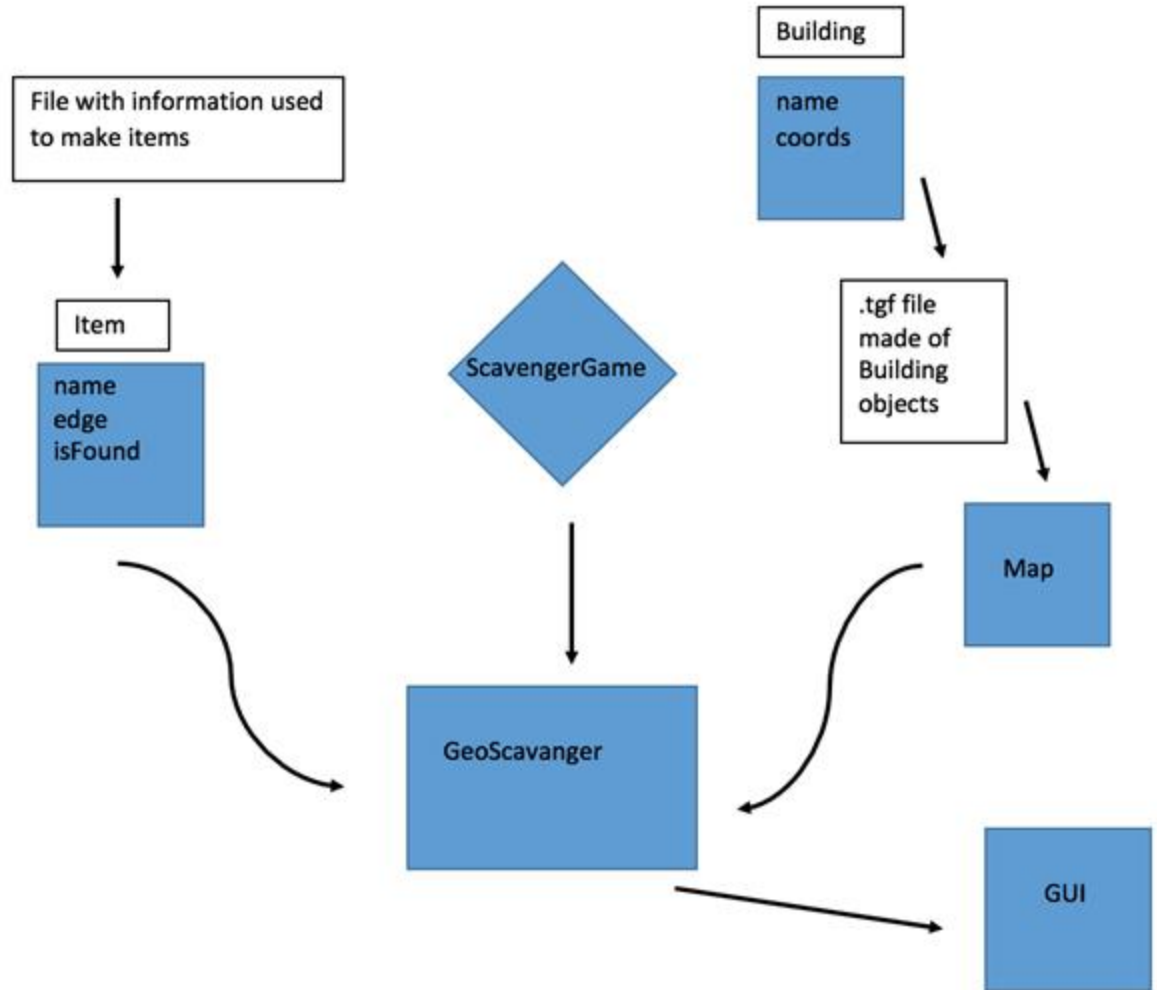 File with information used
to make items
Item
name
edge
isFound
ScavengerGame
Building
name
coords
.tgf file
made of
Building
objects
Map
GeoScavanger
GUI